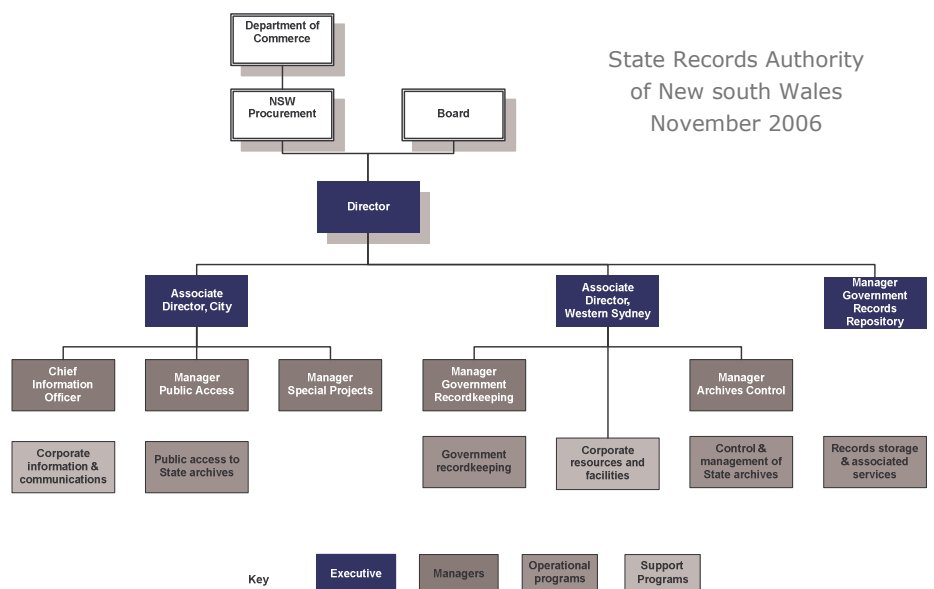 Department of
Commerce
State Records Authority
of New south Wales
November 2006
NSW
Procurement
Board
Director
Associate
Director, City
Associate
Director,
Western Sydney
Manager
Government
Records
Repository
Chief
Information
Officer
Manager
Public Access
Manager
Special Projects
Manager
Government
Recordkeeping
Manager
Archives Control
Corporate
information &
communications
Public access to
State archives
Government
recordkeeping
Corporate
resources and
facilities
Control &
management of
State archives
Records storage
& associated
services
Key
Executive
Managers
Operational
programs
Support
Programs